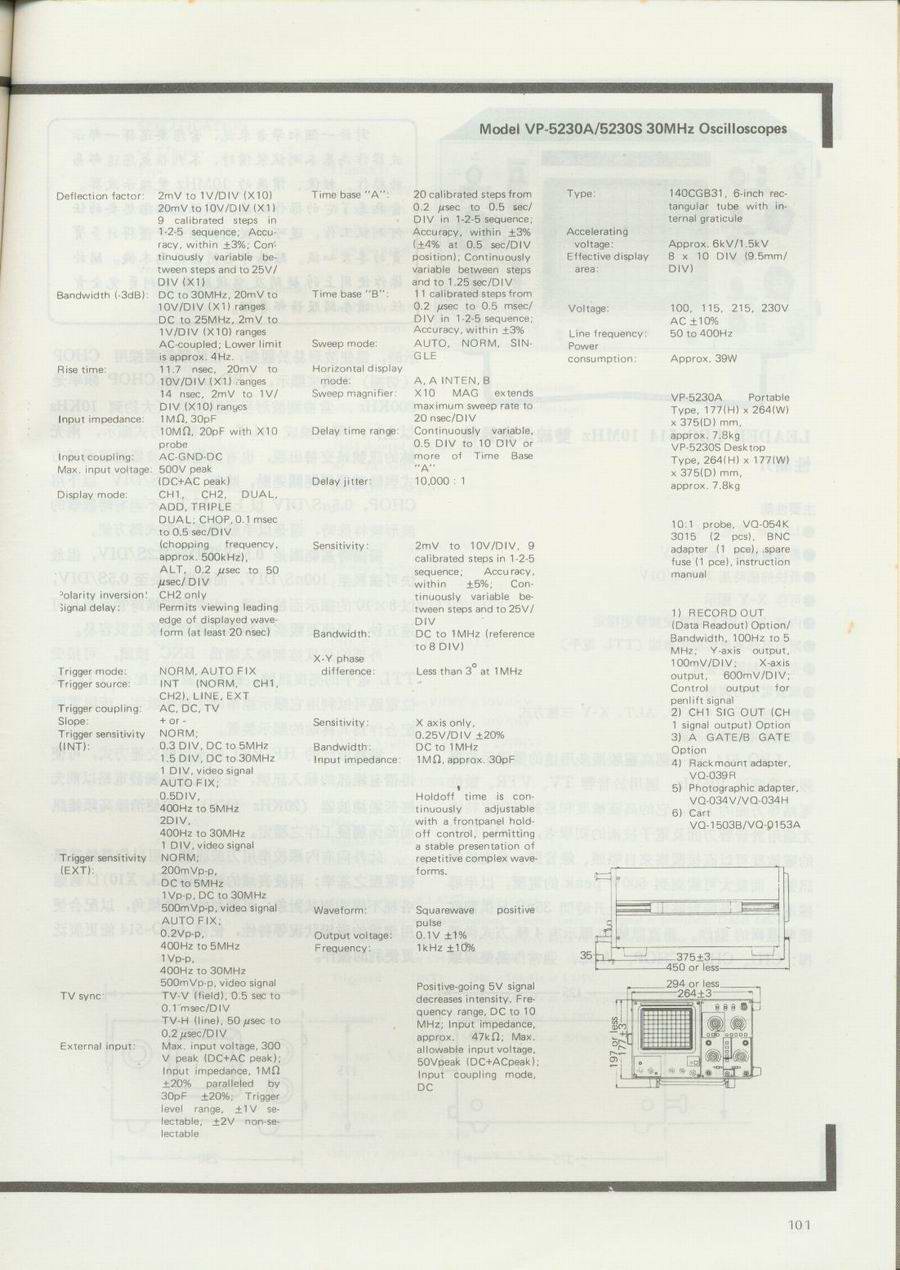 Model VP-5230A/5230S 30MHz Oscilloscopes
Deflection factor: 2mV to 1V/DIV (X10)
20mV to 10V/DIV (X1)
9 calibrated steps in
1-2-5 sequence; Accu-
racy, within ±3%; Con-
tinuously variable be-
tween steps and to 25V/
DIV (X1)
Bandwidth (-3dB): DC to 30MHz, 20mV to
10V/DIV (X1) ranges
DC to 25MHz, 2mV to
1V/DIV (X10) ranges
AC-coupled; Lower limit
is approx. 4Hz.
Rise time: 11.7 nsec, 20mV to
10V/DIV (X1) ranges
14 nsec, 2mV to 1V/
DIV (X10) ranges
Input impedance: 1MΩ, 30pF
10MΩ, 20pF with X10
probe
Input coupling: AC-GND-DC
Max. input voltage: 500V peak
(DC+AC peak)
Display mode: CH1, CH2, DUAL,
ADD, TRIPLE
DUAL; CHOP, 0.1 msec
to 0.5 sec/DIV
(chopping frequency,
approx. 500kHz),
ALT, 0.2 μsec to 50
μsec/DIV
Polarity inversion: CH2 only
Signal delay: Permits viewing leading
edge of displayed wave-
form (at least 20 nsec)
Trigger mode: NORM, AUTO FIX
Trigger source: INT (NORM, CH1,
CH2), LINE, EXT
Trigger coupling: AC, DC, TV
Slope: + or -
Trigger sensitivity NORM;
(INT): 0.3 DIV, DC to 5MHz
1.5 DIV, DC to 30MHz
1 DIV, video signal
AUTO FIX;
0.5DIV,
400Hz to 5MHz
2DIV,
400Hz to 30MHz
1 DIV, video signal
Trigger sensitivity NORM;
(EXT): 200mVp-p,
DC to 5MHz
1Vp-p, DC to 30MHz
500mVp-p, video signal
AUTO FIX;
0.2Vp-p,
400Hz to 5MHz
1Vp-p,
400Hz to 30MHz
500mVp-p, video signal
TV sync: TV-V (field), 0.5 sec to
0.1 msec/DIV
TV-H (line), 50 μsec to
0.2 μsec/DIV
External input: Max. input voltage, 300
V peak (DC+AC peak);
Input impedance, 1MΩ
±20% paralleled by
30pF ±20%; Trigger
level range, ±1V se-
lectable, ±2V non-se-
lectable
Time base "A": 20 calibrated steps from
0.2 μsec to 0.5 sec/
DIV in 1-2-5 sequence;
Accuracy, within ±3%
(±4% at 0.5 sec/DIV
position); Continuously
variable between steps
and to 1.25 sec/DIV
Time base "B": 11 calibrated steps from
0.2 μsec to 0.5 msec/
DIV in 1-2-5 sequence;
Accuracy, within ±3%
Sweep mode: AUTO, NORM, SIN-
GLE
Horizontal display
mode: A, A INTEN, B
Sweep magnifier: X10 MAG extends
maximum sweep rate to
20 nsec/DIV
Delay time range: Continuously variable,
0.5 DIV to 10 DIV or
more of Time Base
"A"
Delay jitter: 10,000 : 1
Sensitivity: 2mV to 10V/DIV, 9
calibrated steps in 1-2-5
sequence; Accuracy,
within ±5%; Con-
tinuously variable be-
tween steps and to 25V/
DIV
Bandwidth: DC to 1MHz (reference
to 8 DIV)
X-Y phase
difference: Less than 3° at 1MHz
Sensitivity: X axis only,
0.25V/DIV ±20%
Bandwidth: DC to 1MHz
Input impedance: 1MΩ, approx. 30pF
Holdoff time is con-
tinuously adjustable
with a frontpanel hold-
off control, permitting
a stable presentation of
repetitive complex wave-
forms.
Waveform: Squarewave positive
pulse
Output voltage: 0.1V ±1%
Frequency: 1kHz ±10%
Positive-going 5V signal
decreases intensity. Fre-
quency range, DC to 10
MHz; Input impedance,
approx. 47kΩ; Max.
allowable input voltage,
50Vpeak (DC+ACpeak);
Input coupling mode,
DC
Type: 140CGB31, 6-inch rec-
tangular tube with in-
ternal graticule
Accelerating
voltage: Approx. 6kV/1.5kV
Effective display 8 x 10 DIV (9.5mm/
area: DIV)
Voltage: 100, 115, 215, 230V
AC ±10%
Line frequency: 50 to 400Hz
Power
consumption: Approx. 39W
VP-5230A Portable
Type, 177(H) x 264(W)
x 375(D) mm,
approx. 7.8kg
VP-5230S Desktop
Type, 264(H) x 177(W)
x 375(D) mm,
approx. 7.8kg
10:1 probe, VQ-054K
3015 (2 pcs), BNC
adapter (1 pce), spare
fuse (1 pce), instruction
manual
1) RECORD OUT
(Data Readout) Option/
Bandwidth, 100Hz to 5
MHz; Y-axis output,
100mV/DIV; X-axis
output, 600mV/DIV;
Control output for
penlift signal
2) CH1 SIG OUT (CH
1 signal output) Option
3) A GATE/B GATE
Option
4) Rackmount adapter,
VQ-039R
5) Photographic adapter,
VQ-034V/VQ-034H
6) Cart
VQ-1503B/VQ-0153A
35
375±3
450 or less
294 or less
264±3
197 or less
177±3
101